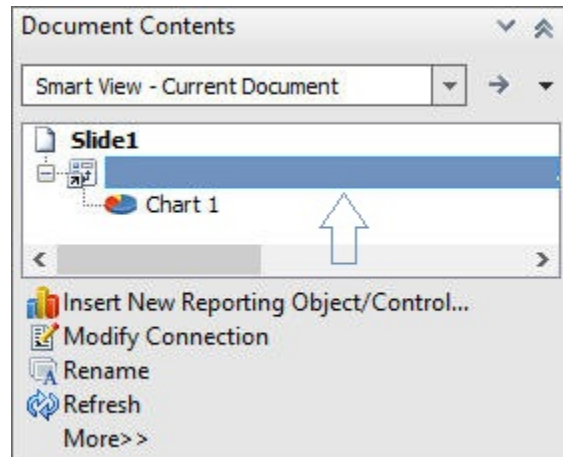 Document Contents
Smart View - Current Document
Slide1
Chart 1
Insert New Reporting Object/Control...
Modify Connection
Rename
Refresh
More>>